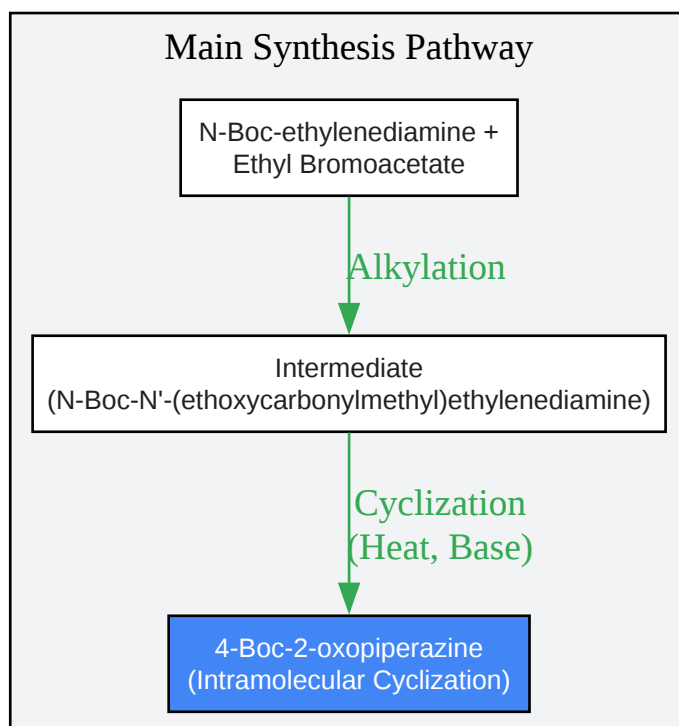 Main Synthesis Pathway
N-Boc-ethylenediamine +
Ethyl Bromoacetate
Alkylation
Intermediate
(N-Boc-N'-(ethoxycarbonylmethyl)ethylenediamine)
Cyclization
(Heat, Base)
4-Boc-2-oxopiperazine
(Intramolecular Cyclization)